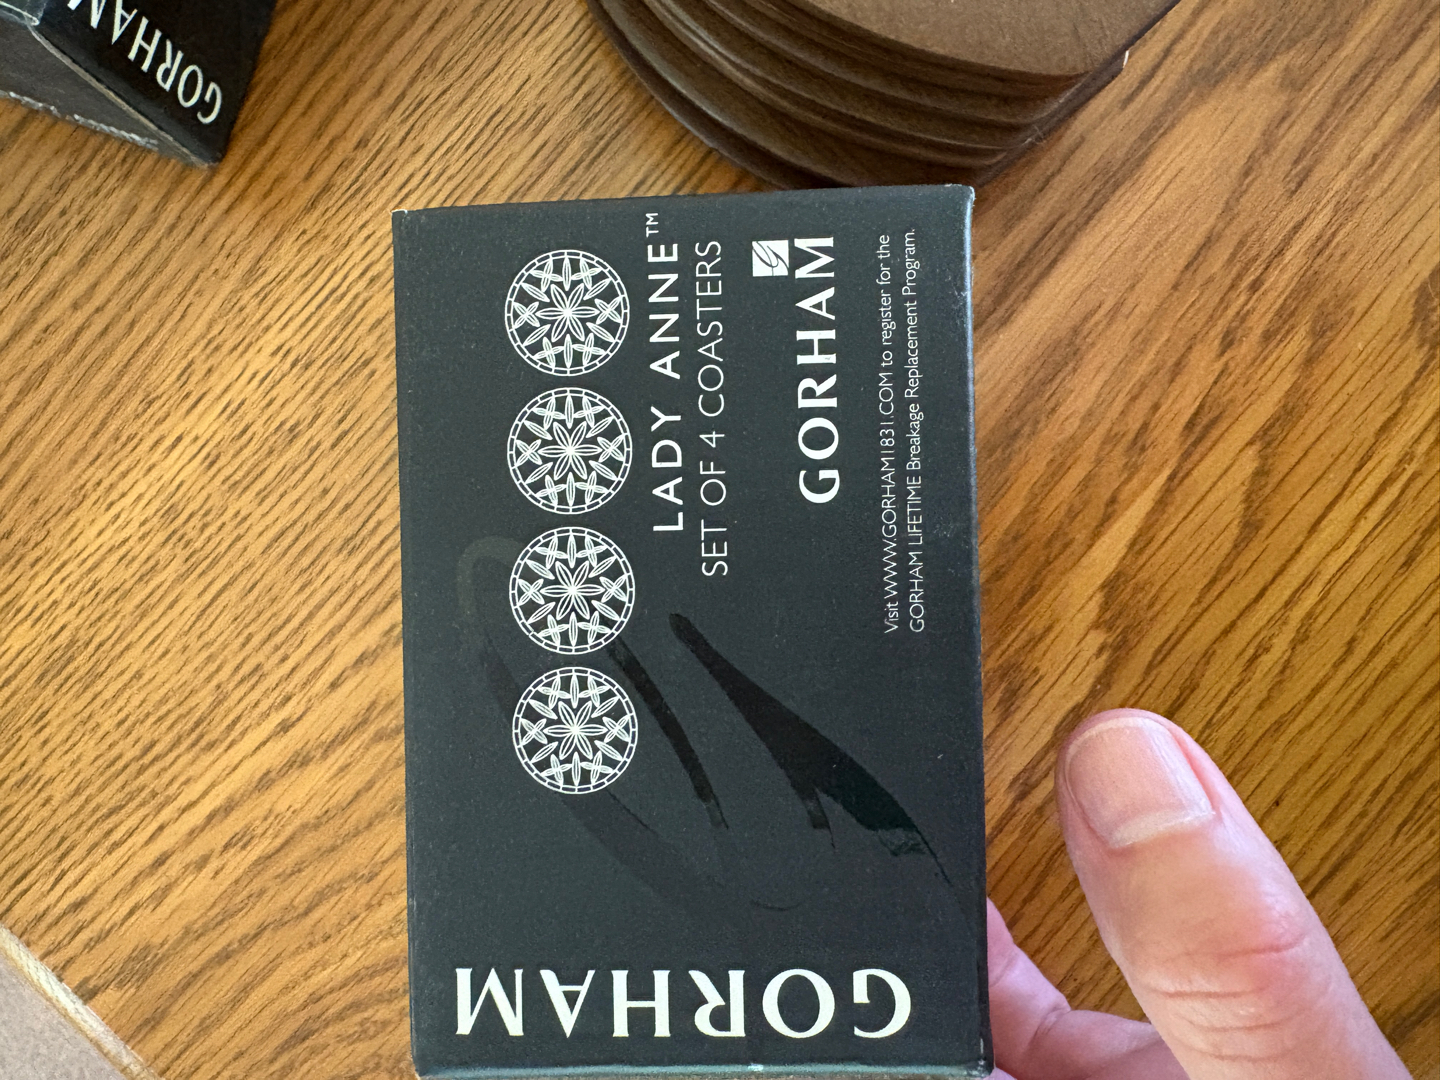 GORHAM
LADY ANNE™
SET OF 4 COASTERS
GORHAM
Visit WWW.GORHAM1831.COM to register for the
GORHAM LIFETIME Breakage Replacement Program.
GORHAM